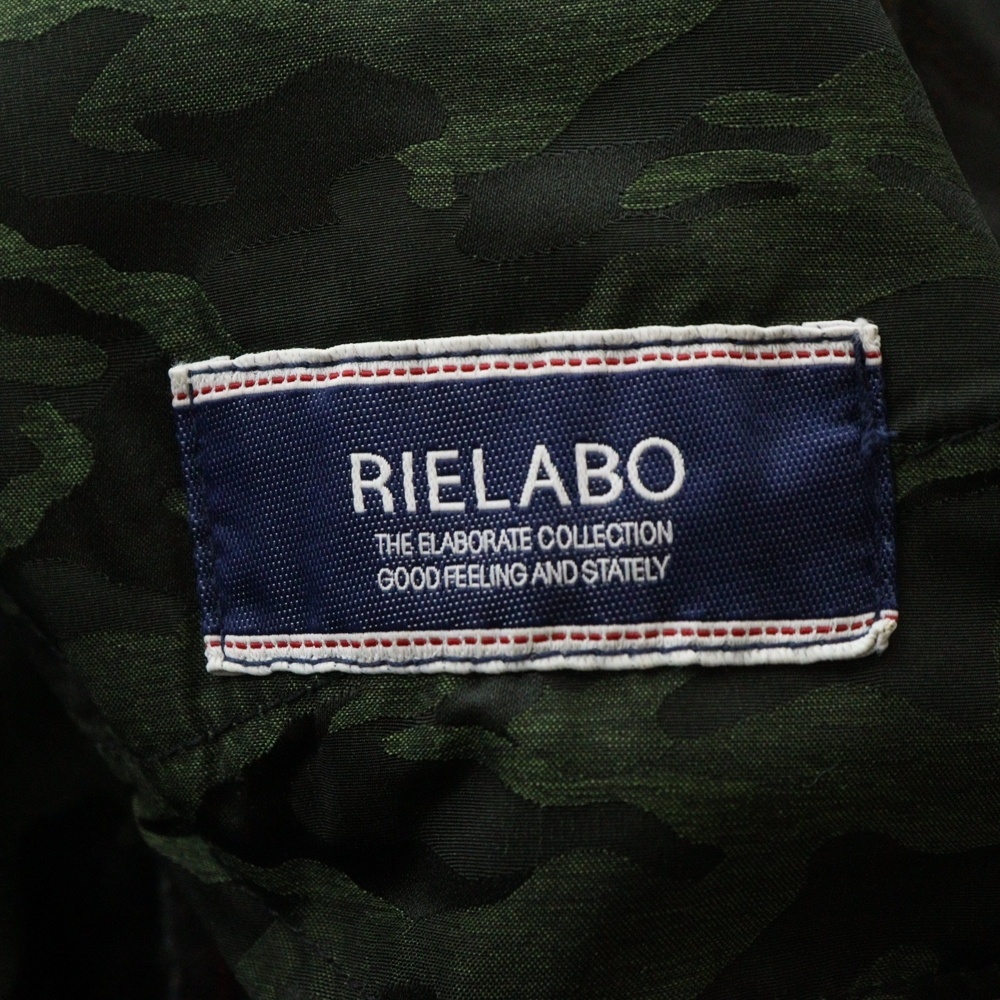 RIELABO
THE ELABORATE COLLECTION
GOOD FEELING AND STATELY